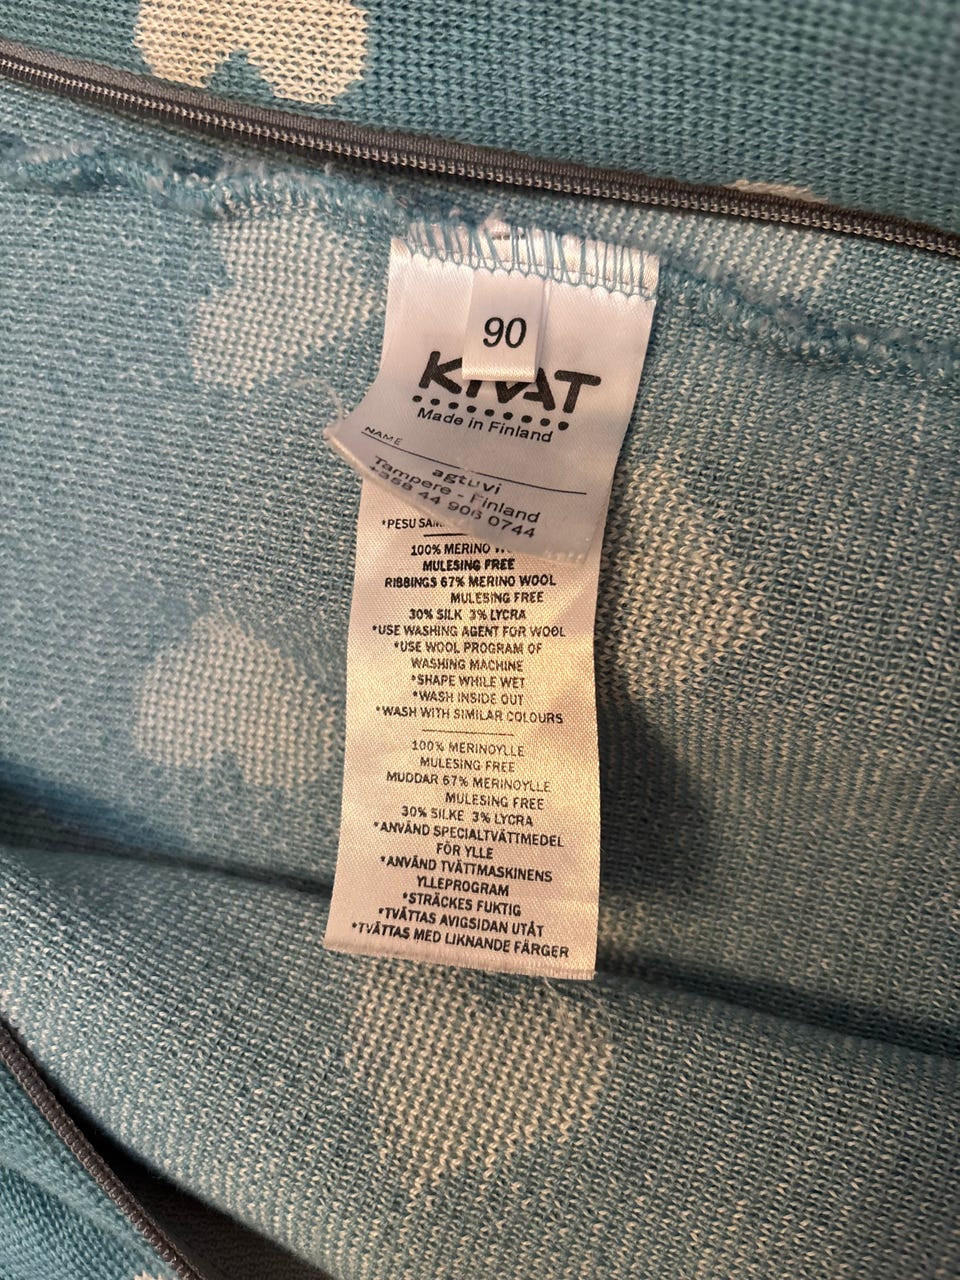 90
KIVAT
Made in Finland
NAME
agtuvi
Tampere - Finland
+358 44 906 0744
*PESU
100% MERINO
MULESING FREE
RIBBINGS 67% MERINO WOOL
MULESING FREE
30% SILK 3% LYCRA
*USE WASHING AGENT FOR WOOL
*USE WOOL PROGRAM OF
WASHING MACHINE
*SHAPE WHILE WET
*WASH INSIDE OUT
*WASH WITH SIMILAR COLOURS
100% MERINOYLLE
MULESING FREE
MUDDAR 67% MERINOYLLE
MULESING FREE
30% SILKE 3% LYCRA
*ANVÄND SPECIALTVÄTTMEDEL
FÖR YLLE
*ANVÄND TVÄTTMASKINENS
YLLEPROGRAM
*STRÄCKES FUKTIG
*TVÄTTAS AVIGSIDAN UTÅT
*TVÄTTAS MED LIKNANDE FÄRGER